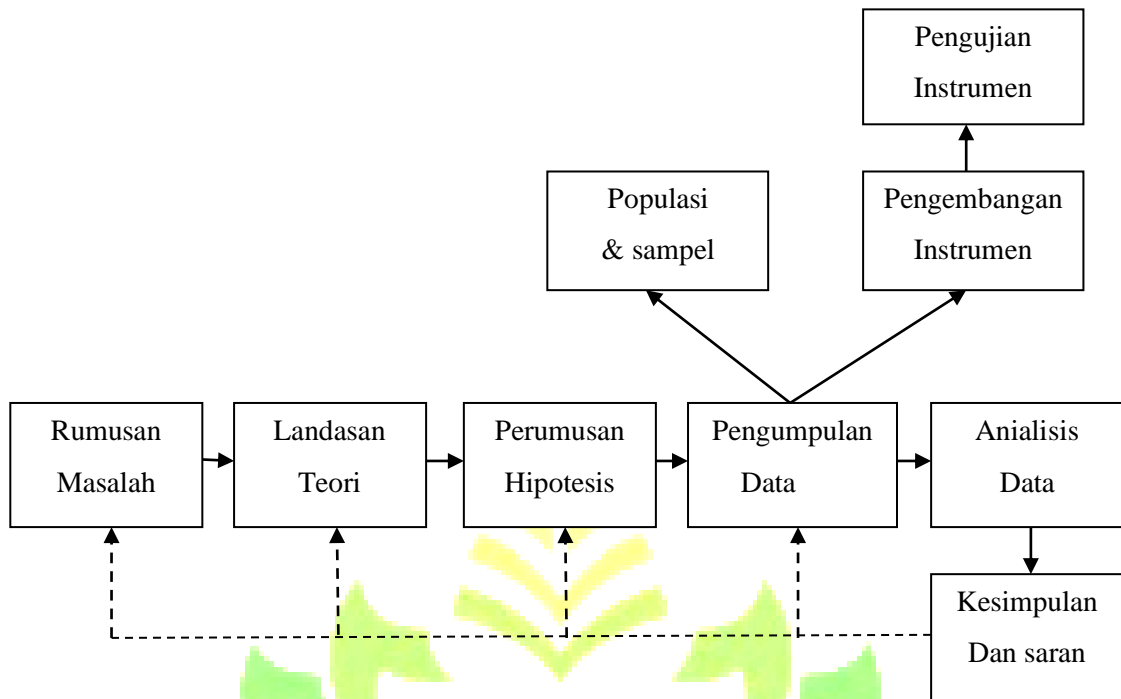 Pengujian
Instrumen
Populasi
& sampel
Pengembangan
Instrumen
Rumusan
Masalah
Landasan
Teori
Perumusan
Hipotesis
Pengumpulan
Data
Anialisis
Data
Kesimpulan
Dan saran